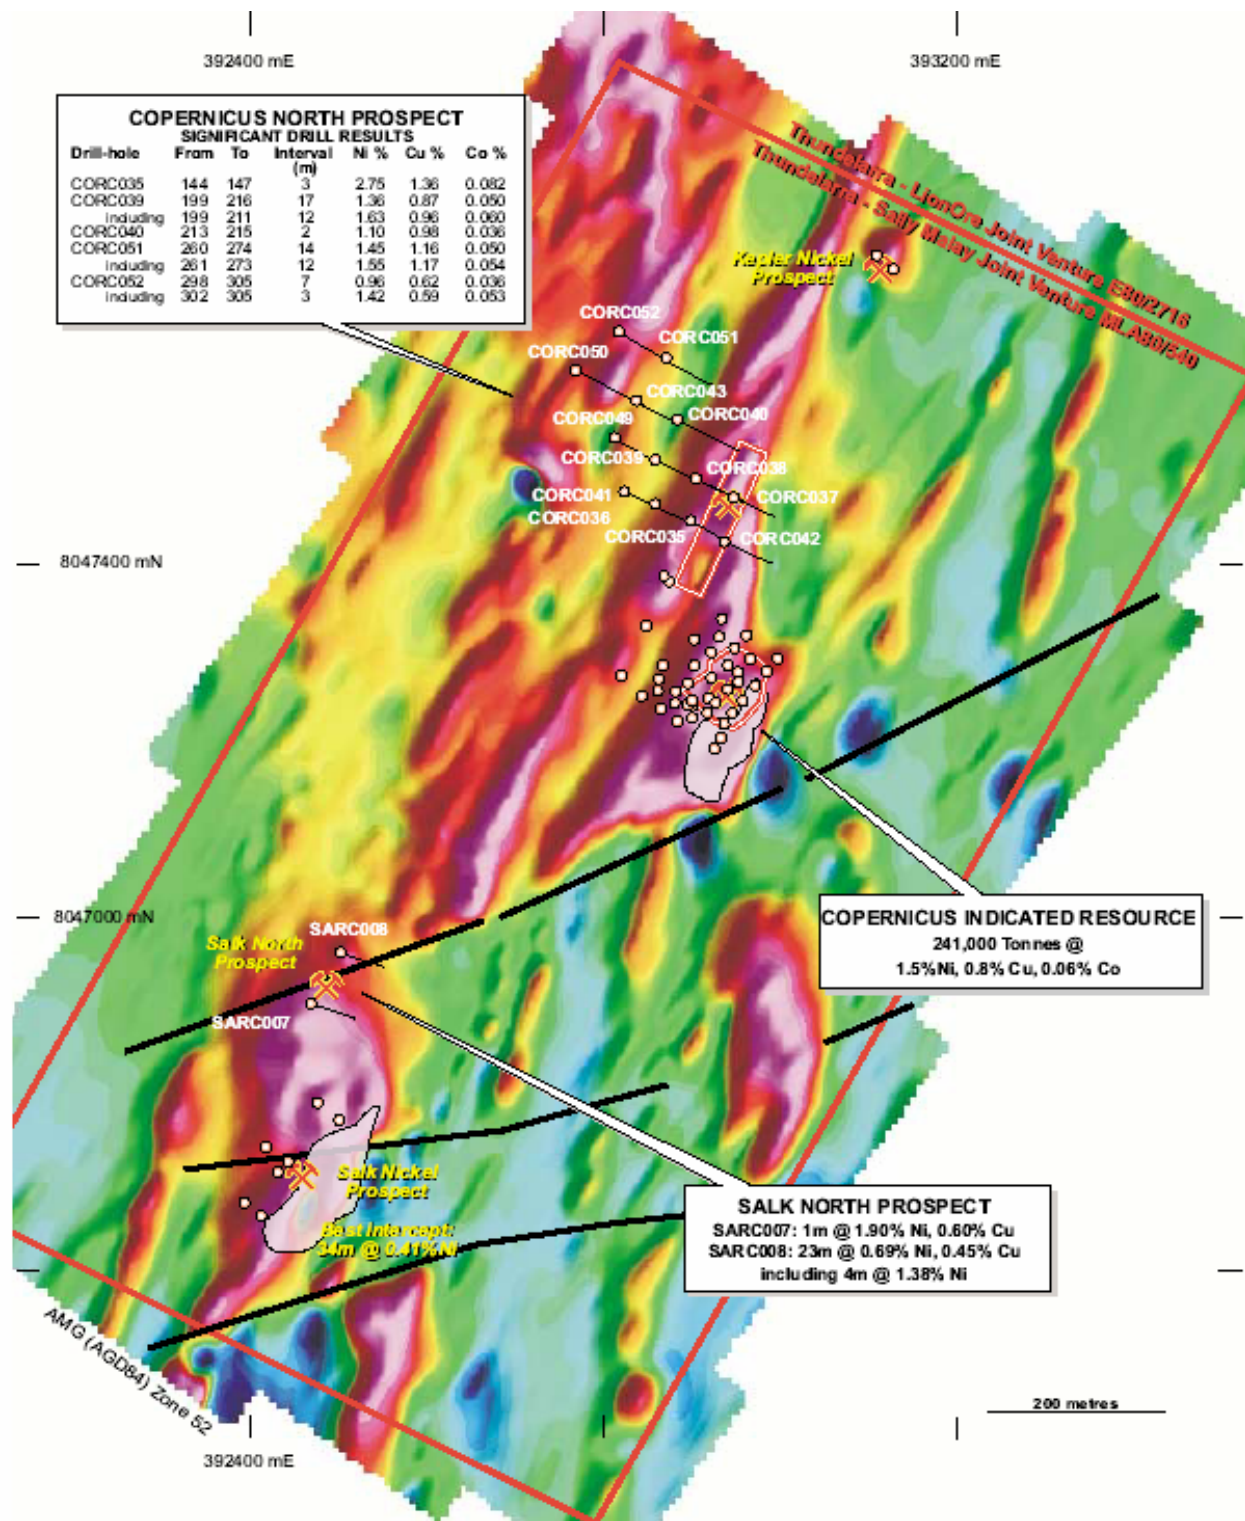 392400 mE
393200 mE
COPERNICUS NORTH PROSPECT
SIGNIFICANT DRILL RESULTS
Drill-hole From To Interval (m) Ni % Cu % Co %
CORC035 144 147 3 2.75 1.36 0.082
CORC039 199 216 17 1.36 0.87 0.050
including 199 211 12 1.63 0.96 0.060
CORC040 213 215 2 1.10 0.98 0.036
CORC051 260 274 14 1.45 1.16 0.050
including 261 273 12 1.55 1.17 0.054
CORC052 298 305 7 0.96 0.62 0.036
including 302 305 3 1.42 0.59 0.053
Thundelarra - LionOre Joint Venture E80/2716
Thundelarra - Sally Malay Joint Venture MLA80/540
Kepler Nickel
Prospect
CORC052
CORC051
CORC050
CORC043
CORC049
CORC040
CORC039
CORC038
CORC041
CORC037
CORC036
CORC035
CORC042
8047400 mN
8047000 mN
COPERNICUS INDICATED RESOURCE
241,000 Tonnes @
1.5%Ni, 0.8% Cu, 0.06% Co
SARC008
Salk North
Prospect
SARC007
Salk Nickel
Prospect
Best Intercept:
34m @ 0.41%Ni
SALK NORTH PROSPECT
SARC007: 1m @ 1.90% Ni, 0.60% Cu
SARC008: 23m @ 0.69% Ni, 0.45% Cu
including 4m @ 1.38% Ni
AMG (AGD84) Zone 52
200 metres
392400 mE